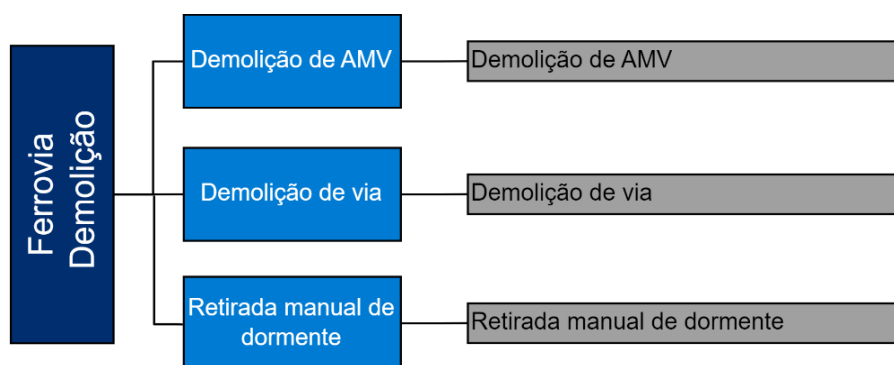 Ferrovia
Demolição
Demolição de AMV
Demolição de AMV
Demolição de via
Demolição de via
Retirada manual de
dormente
Retirada manual de dormente